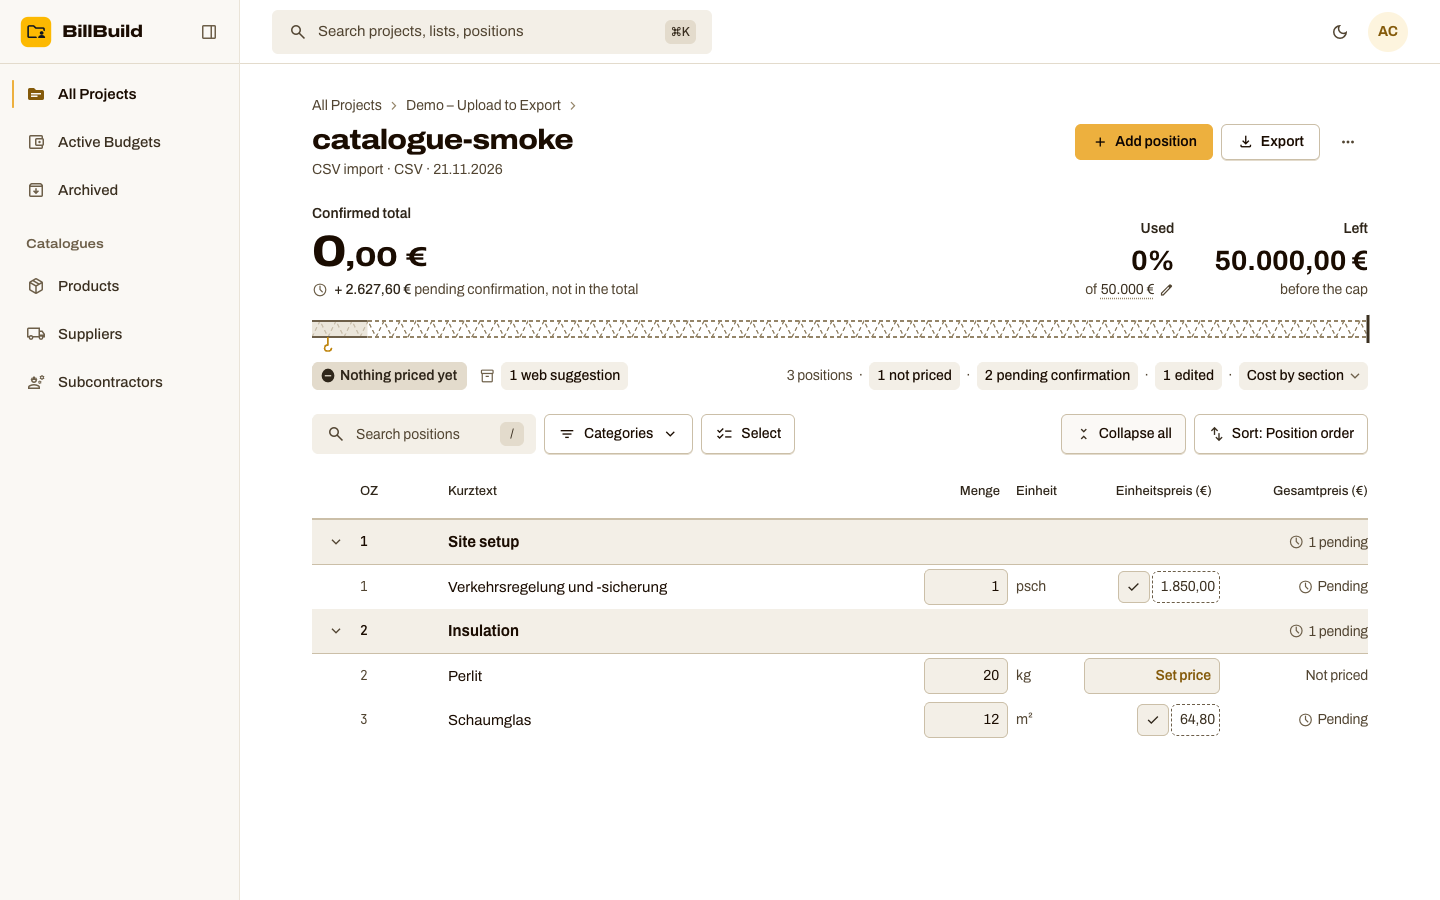 BillBuild
Search projects, lists, positions ⌘K
AC
All Projects
Active Budgets
Archived
Catalogues
Products
Suppliers
Subcontractors
All Projects › Demo – Upload to Export ›
catalogue-smoke
CSV import · CSV · 21.11.2026
+ Add position
Export
Confirmed total
0,00 €
+ 2.627,60 € pending confirmation, not in the total
Used
0%
of 50.000 €
Left
50.000,00 €
before the cap
Nothing priced yet
1 web suggestion
3 positions · 1 not priced · 2 pending confirmation · 1 edited · Cost by section
Search positions /
Categories
Select
Collapse all
Sort: Position order
OZ Kurztext Menge Einheit Einheitspreis (€) Gesamtpreis (€)
1 Site setup 1 pending
1 Verkehrsregelung und -sicherung 1 psch 1.850,00 Pending
2 Insulation 1 pending
2 Perlit 20 kg Set price Not priced
3 Schaumglas 12 m² 64,80 Pending